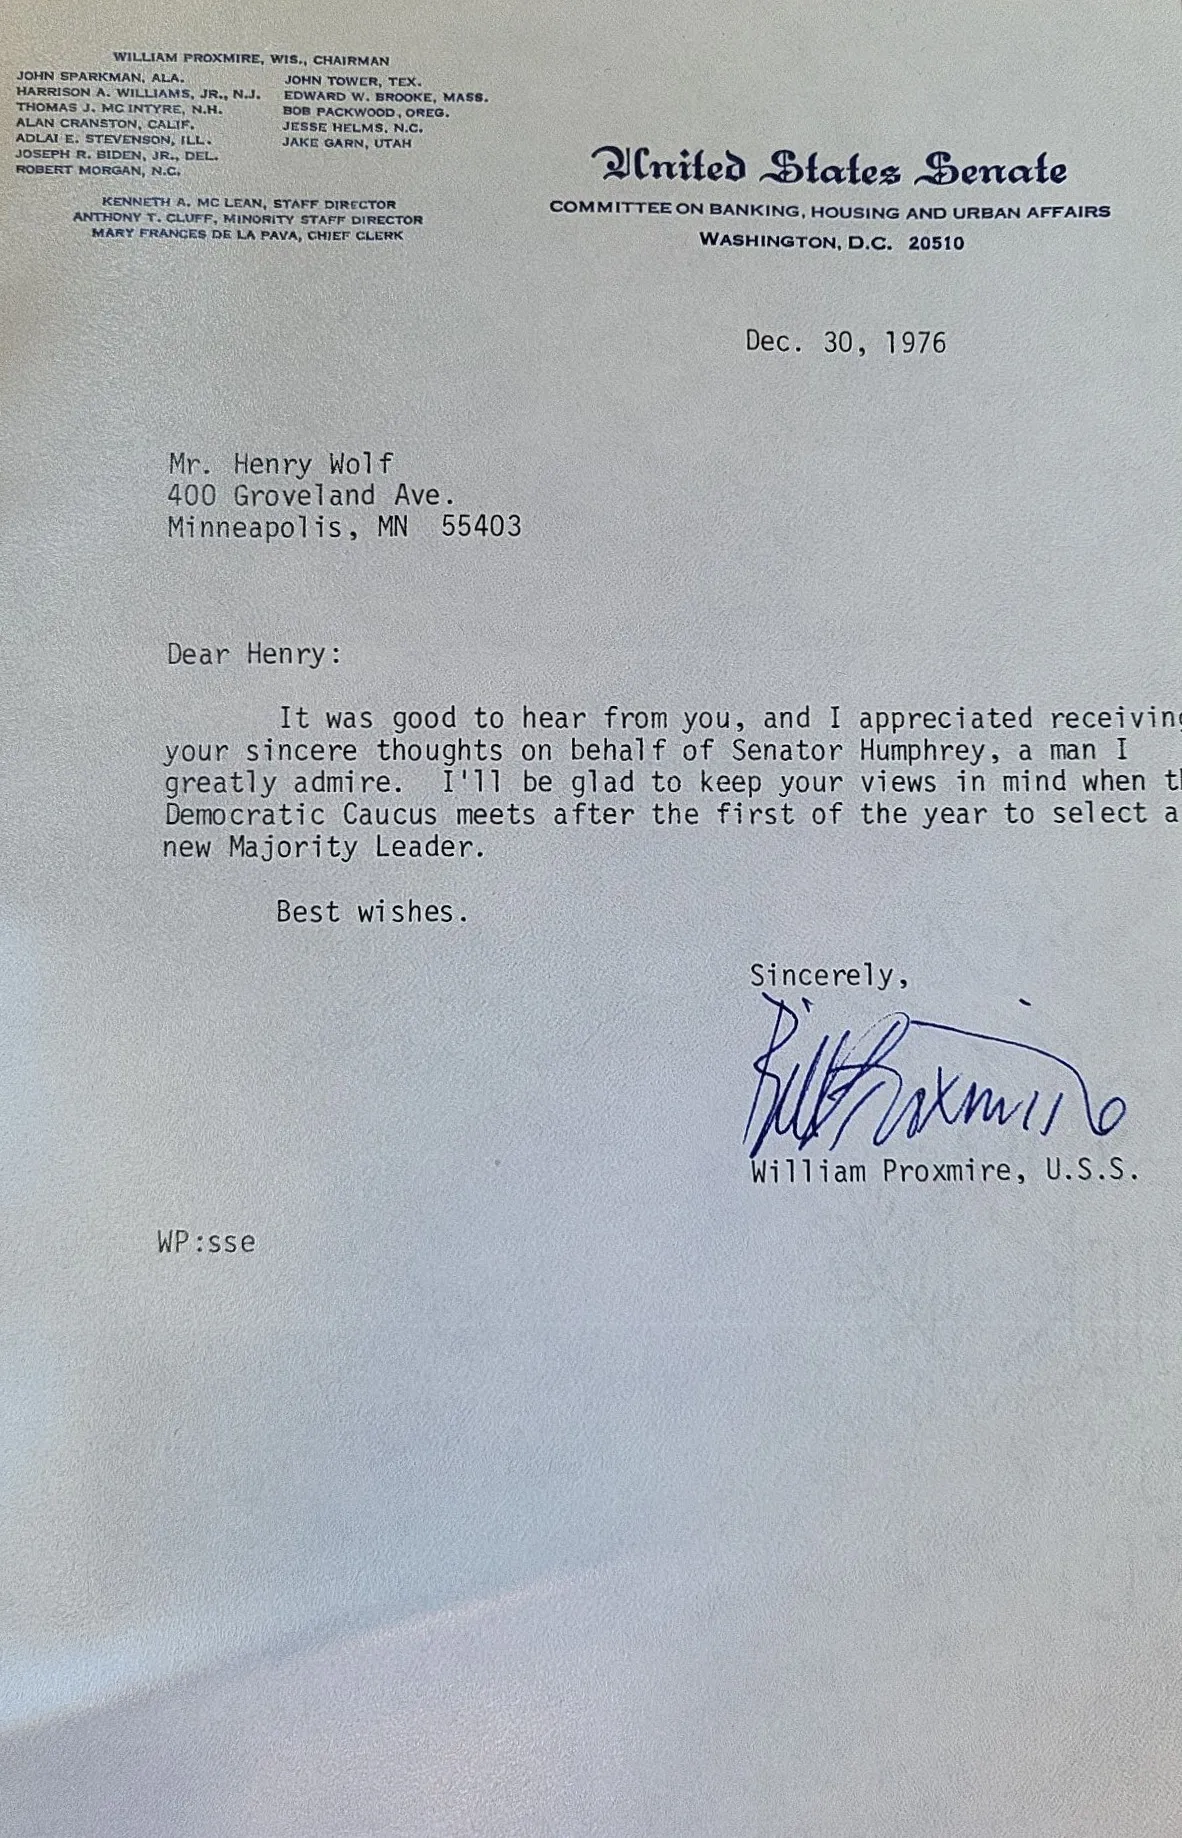 WILLIAM PROXMIRE, WIS., CHAIRMAN
JOHN SPARKMAN, ALA.
HARRISON A. WILLIAMS, JR., N.J.
THOMAS J. MC INTYRE, N.H.
ALAN CRANSTON, CALIF.
ADLAI E. STEVENSON, ILL.
JOSEPH R. BIDEN, JR., DEL.
ROBERT MORGAN, N.C.
JOHN TOWER, TEX.
EDWARD W. BROOKE, MASS.
BOB PACKWOOD, OREG.
JESSE HELMS, N.C.
JAKE GARN, UTAH
KENNETH A. MC LEAN, STAFF DIRECTOR
ANTHONY T. CLUFF, MINORITY STAFF DIRECTOR
MARY FRANCES DE LA PAVA, CHIEF CLERK
United States Senate
COMMITTEE ON BANKING, HOUSING AND URBAN AFFAIRS
WASHINGTON, D.C. 20510
Dec. 30, 1976
Mr. Henry Wolf
400 Groveland Ave.
Minneapolis, MN 55403
Dear Henry:
It was good to hear from you, and I appreciated receiving
your sincere thoughts on behalf of Senator Humphrey, a man I
greatly admire. I'll be glad to keep your views in mind when th
Democratic Caucus meets after the first of the year to select a
new Majority Leader.
Best wishes.
Sincerely,
Bill Proxmire
William Proxmire, U.S.S.
WP:sse